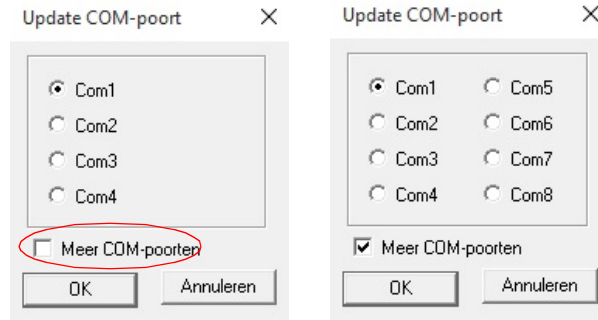 Update COM-poort
Com1
Com2
Com3
Com4
Meer COM-poorten
OK Annuleren
Update COM-poort
Com1 Com5
Com2 Com6
Com3 Com7
Com4 Com8
Meer COM-poorten
OK Annuleren